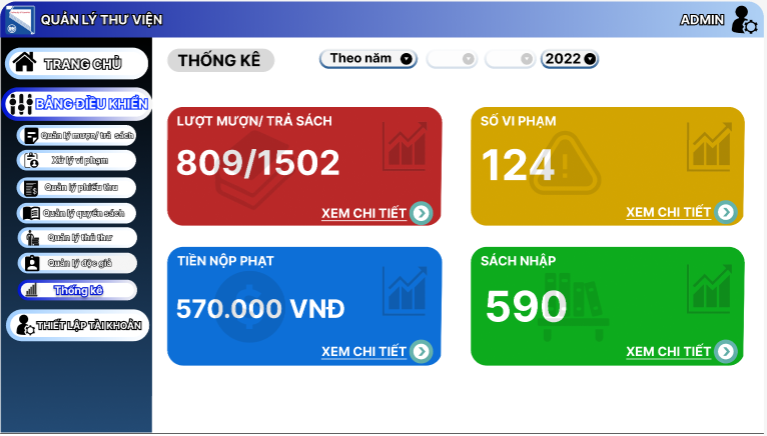 QUẢN LÝ THƯ VIỆN
ADMIN
TRANG CHỦ
BẢNG ĐIỀU KHIỂN
Quản lý mượn/ trả sách
Xử lý vi phạm
Quản lý phiếu thu
Quản lý quyển sách
Quản lý thủ thư
Quản lý độc giả
Thống kê
THIẾT LẬP TÀI KHOẢN
THỐNG KÊ
Theo năm
2022
LƯỢT MƯỢN/ TRẢ SÁCH
809/1502
XEM CHI TIẾT
SỐ VI PHẠM
124
XEM CHI TIẾT
TIỀN NỘP PHẠT
570.000 VNĐ
XEM CHI TIẾT
SÁCH NHẬP
590
XEM CHI TIẾT